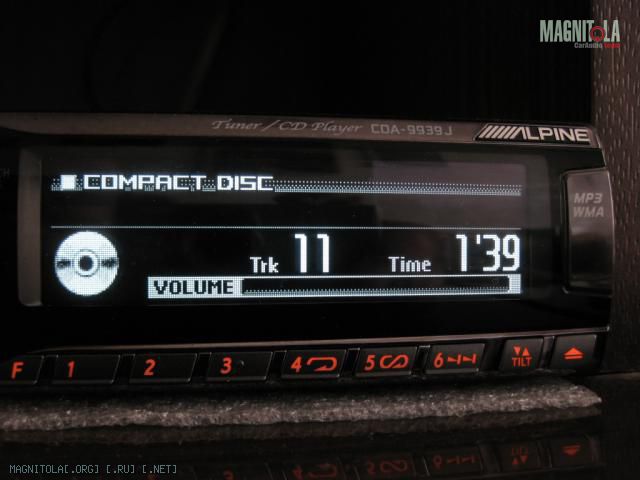 MAGNITOLA
CarAudio team
Tuner / CD Player CDA-9939J ALPINE
COMPACT DISC
MP3
WMA
Trk 11 Time 1'39
VOLUME
F 1 2 3 4 5 6 TILT
MAGNITOLA[.ORG] [.RU] [.NET]